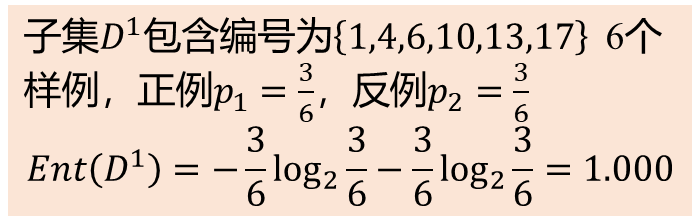 子集D¹包含编号为{1,4,6,10,13,17} 6个
样例，正例p₁ = 3/6，反例p₂ = 3/6
Ent(D¹) = −3/6 log₂ 3/6 − 3/6 log₂ 3/6 = 1.000